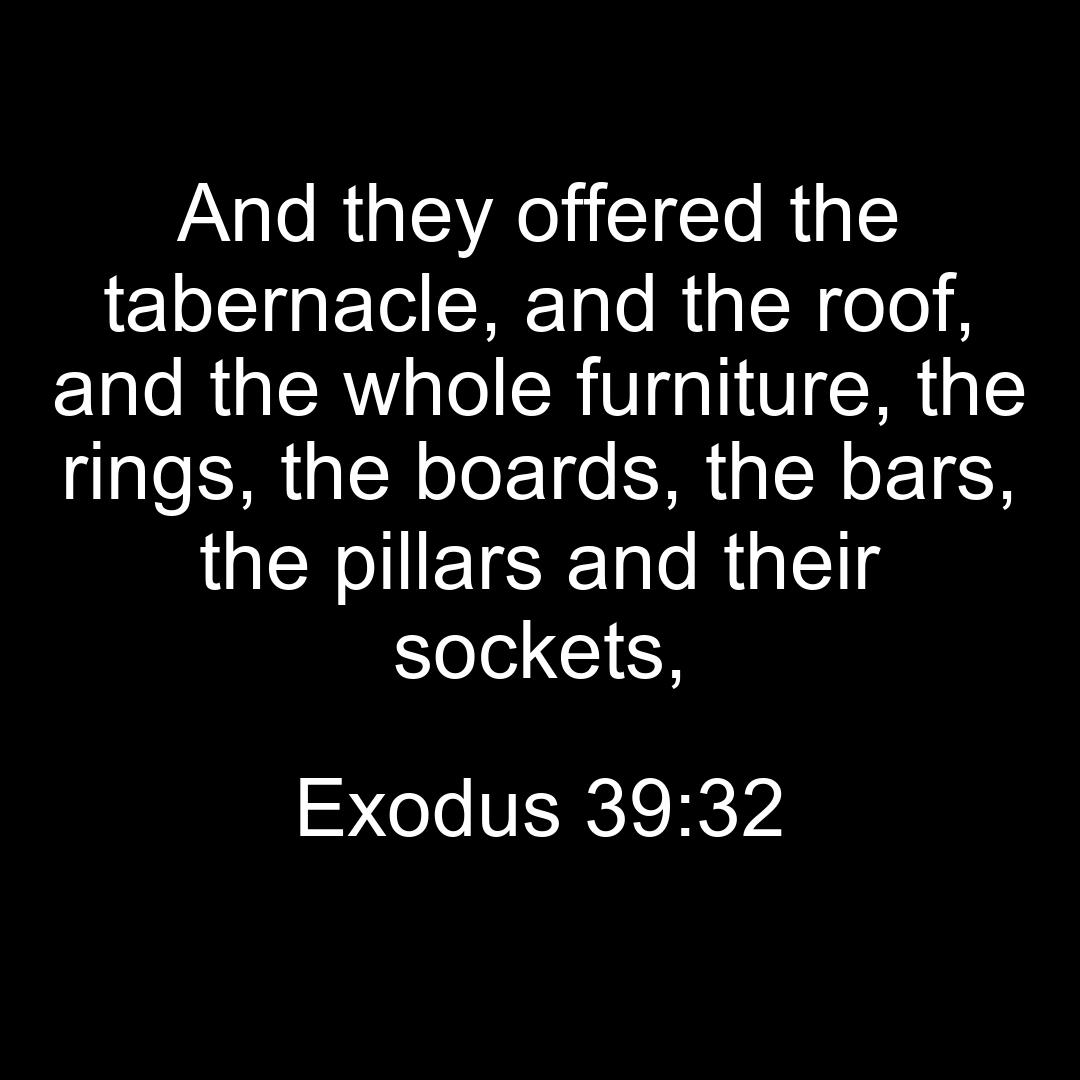 And they offered the
tabernacle, and the roof,
and the whole furniture, the
rings, the boards, the bars,
the pillars and their
sockets,
Exodus 39:32